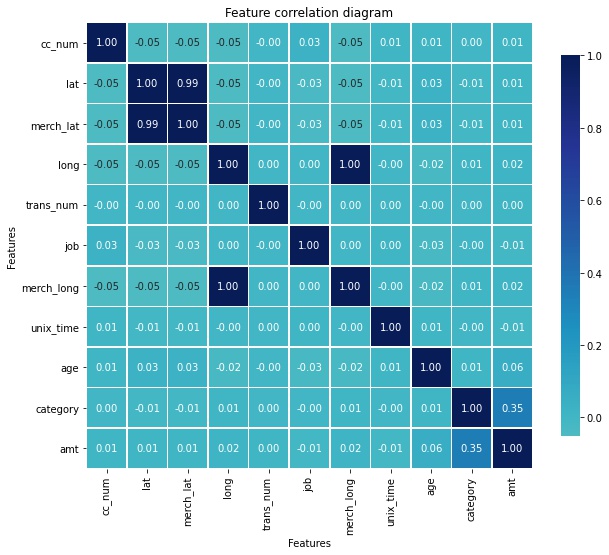 Feature correlation diagram
cc_num 1.00 -0.05 -0.05 -0.05 -0.00 0.03 -0.05 0.01 0.01 0.00 0.01
lat -0.05 1.00 0.99 -0.05 -0.00 -0.03 -0.05 -0.01 0.03 -0.01 0.01
merch_lat -0.05 0.99 1.00 -0.05 -0.00 -0.03 -0.05 -0.01 0.03 -0.01 0.01
long -0.05 -0.05 -0.05 1.00 0.00 0.00 1.00 -0.00 -0.02 0.01 0.02
trans_num -0.00 -0.00 -0.00 0.00 1.00 -0.00 0.00 0.00 -0.00 0.00 0.00
job 0.03 -0.03 -0.03 0.00 -0.00 1.00 0.00 0.00 -0.03 -0.00 -0.01
merch_long -0.05 -0.05 -0.05 1.00 0.00 0.00 1.00 -0.00 -0.02 0.01 0.02
unix_time 0.01 -0.01 -0.01 -0.00 0.00 0.00 -0.00 1.00 0.01 -0.00 -0.01
age 0.01 0.03 0.03 -0.02 -0.00 -0.03 -0.02 0.01 1.00 0.01 0.06
category 0.00 -0.01 -0.01 0.01 0.00 -0.00 0.01 -0.00 0.01 1.00 0.35
amt 0.01 0.01 0.01 0.02 0.00 -0.01 0.02 -0.01 0.06 0.35 1.00
cc_num lat merch_lat long trans_num job merch_long unix_time age category amt
Features
Features
1.0
0.8
0.6
0.4
0.2
0.0